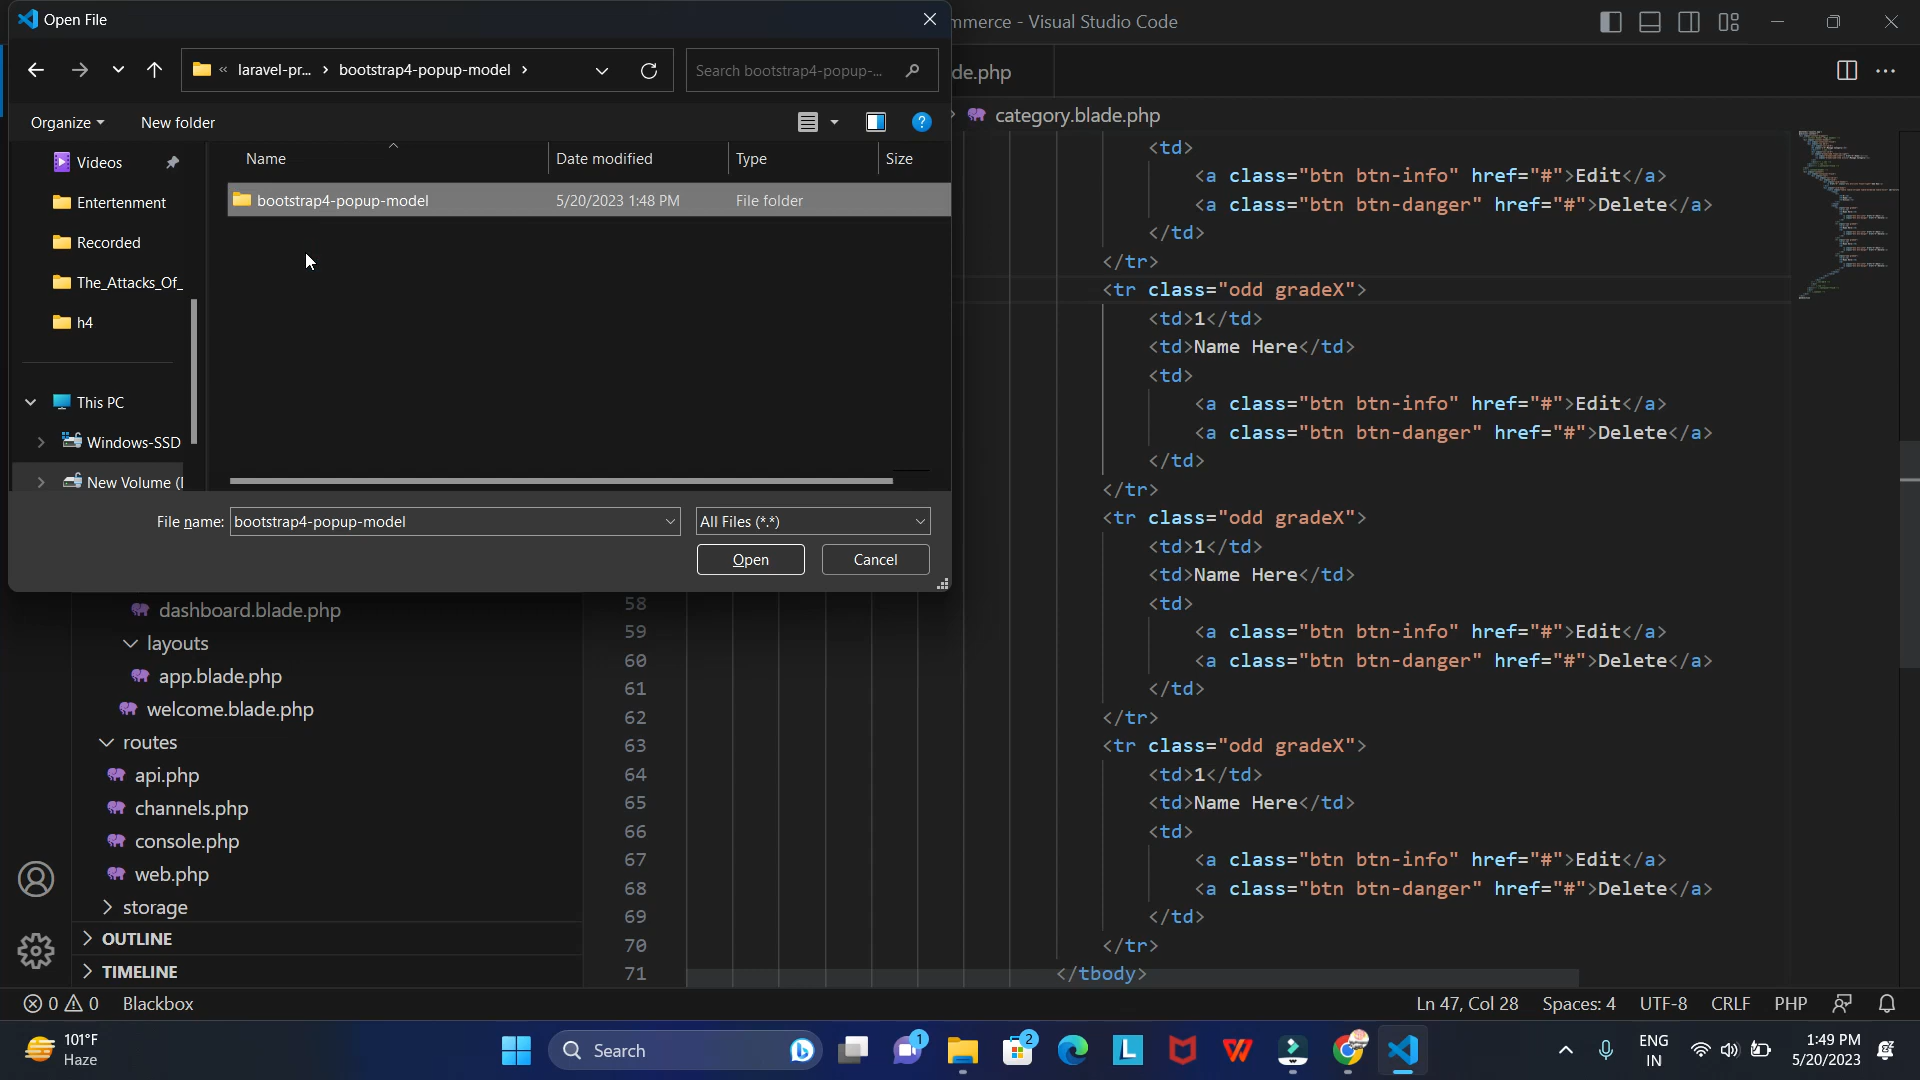 Open File
mmerce - Visual Studio Code
« laravel-pr... › bootstrap4-popup-model ›
Search bootstrap4-popup-...
de.php
Organize
New folder
category.blade.php
Name
Date modified
Type
Size
Videos
Entertenment
Recorded
The_Attacks_Of_
h4
This PC
Windows-SSD
New Volume (
bootstrap4-popup-model 5/20/2023 1:48 PM File folder
File name: bootstrap4-popup-model
All Files (*.*)
Open
Cancel
dashboard.blade.php
layouts
app.blade.php
welcome.blade.php
routes
api.php
channels.php
console.php
web.php
storage
OUTLINE
TIMELINE
<td>
<a class="btn btn-info" href="#">Edit</a>
<a class="btn btn-danger" href="#">Delete</a>
</td>
</tr>
<tr class="odd gradeX">
<td>1</td>
<td>Name Here</td>
<td>
<a class="btn btn-info" href="#">Edit</a>
<a class="btn btn-danger" href="#">Delete</a>
</td>
</tr>
<tr class="odd gradeX">
<td>1</td>
<td>Name Here</td>
58 <td>
59 <a class="btn btn-info" href="#">Edit</a>
60 <a class="btn btn-danger" href="#">Delete</a>
61 </td>
62 </tr>
63 <tr class="odd gradeX">
64 <td>1</td>
65 <td>Name Here</td>
66 <td>
67 <a class="btn btn-info" href="#">Edit</a>
68 <a class="btn btn-danger" href="#">Delete</a>
69 </td>
70 </tr>
71 </tbody>
0 0 Blackbox
Ln 47, Col 28 Spaces: 4 UTF-8 CRLF PHP
101°F
Haze
Search
1
2
ENG
IN
1:49 PM
5/20/2023